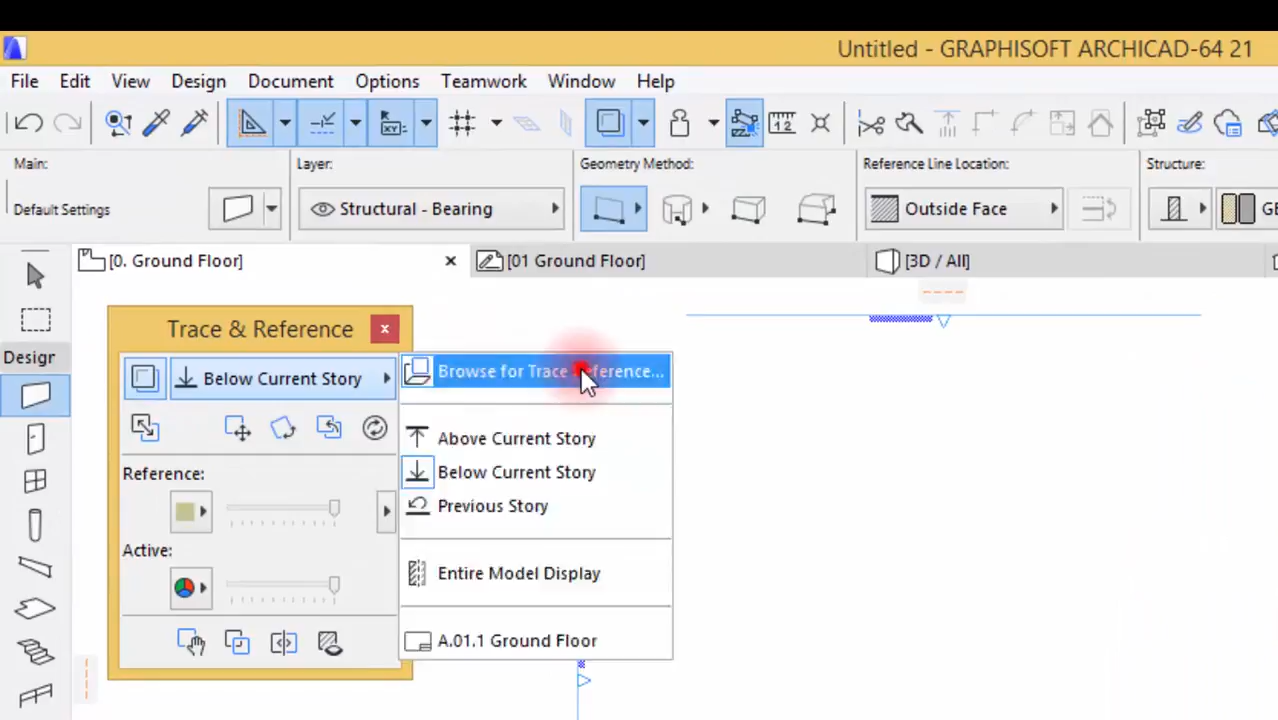 Untitled - GRAPHISOFT ARCHICAD-64 21
File Edit View Design Document Options Teamwork Window Help
Main: Layer: Geometry Method: Reference Line Location: Structure:
Default Settings Structural - Bearing Outside Face GE
[0. Ground Floor] [01 Ground Floor] [3D / All]
Trace & Reference
Design
Below Current Story
Browse for Trace Reference...
Above Current Story
Below Current Story
Previous Story
Entire Model Display
A.01.1 Ground Floor
Reference:
Active: